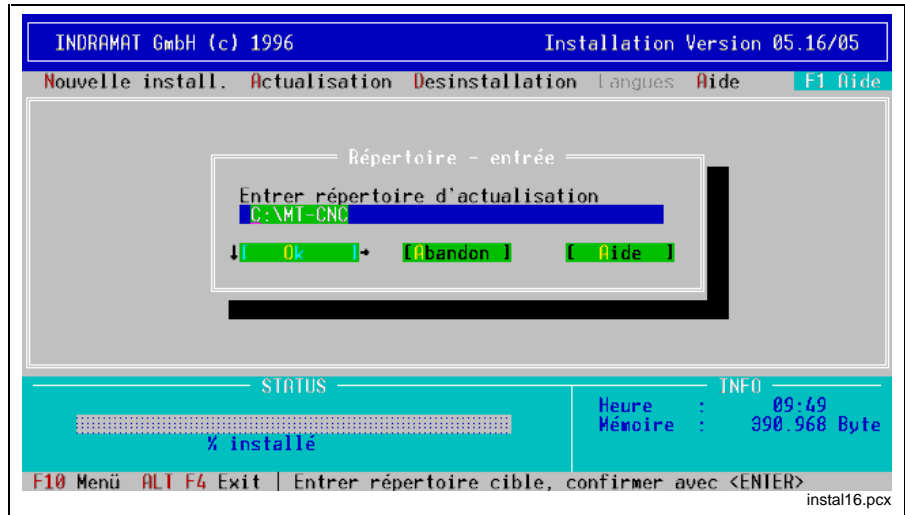 INDRAMAT GmbH (c) 1996 Installation Version 05.16/05
Nouvelle install. Actualisation Desinstallation Langues Aide F1 Aide
Répertoire - entrée
Entrer répertoire d'actualisation
C:\MT-CNC
↓[ Ok ]→ [Abandon ] [ Aide ]
STATUS INFO
Heure : 09:49
Mémoire : 390.968 Byte
% installé
F10 Menü ALT F4 Exit | Entrer répertoire cible, confirmer avec <ENTER>
instal16.pcx